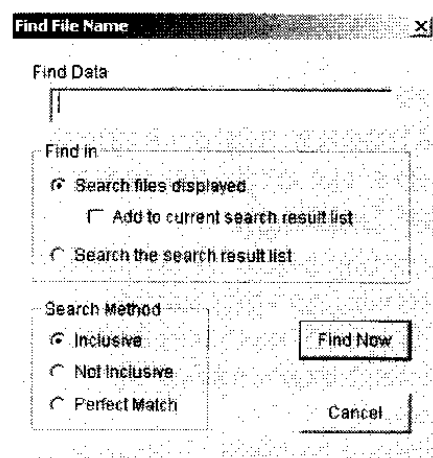 Find File Name
Find Data
Find in
Search files displayed
Add to current search result list
Search the search result list
Search Method
Inclusive
Find Now
Not Inclusive
Perfect Match
Cancel